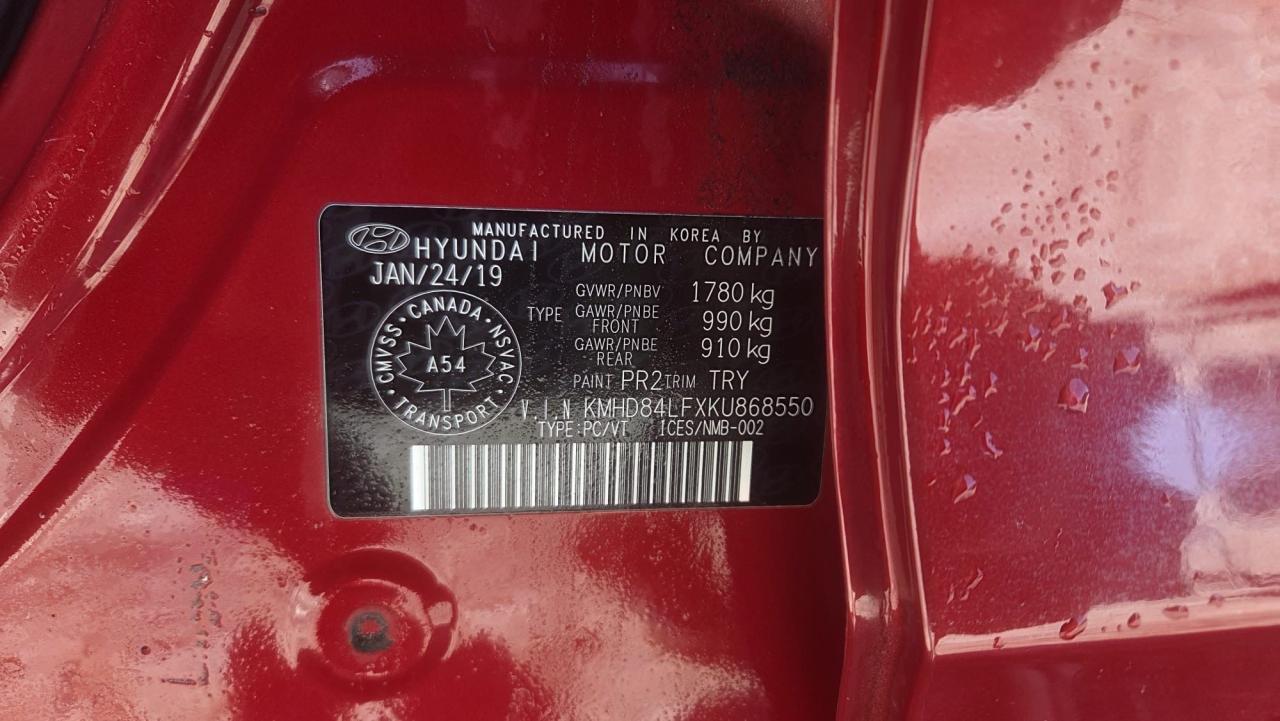 MANUFACTURED IN KOREA BY
HYUNDAI MOTOR COMPANY
JAN/24/19
GVWR/PNBV 1780 kg
TYPE GAWR/PNBE FRONT 990 kg
GAWR/PNBE REAR 910 kg
PAINT PR2 TRIM TRY
V.I.N KMHD84LFXKU868550
TYPE:PC/VT ICES/NMB-002
CMVSS • CANADA • NSVAC • TRANSPORT •
A54